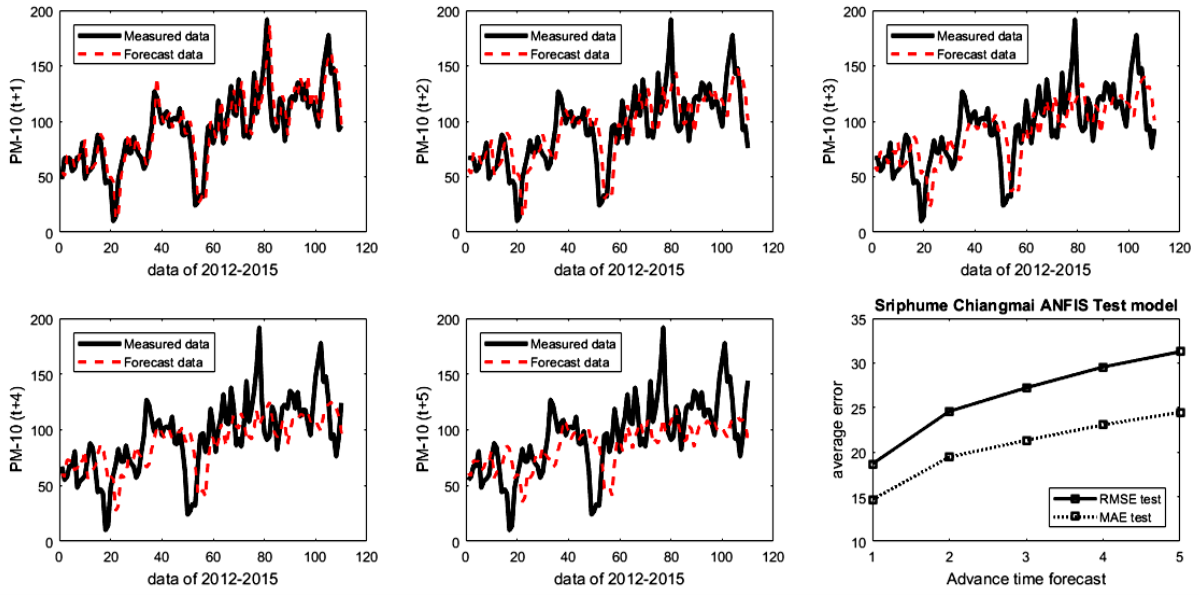 200
150
100
50
0
PM-10 (t+1)
Measured data
Forecast data
0 20 40 60 80 100 120
data of 2012-2015
200
150
100
50
0
PM-10 (t+2)
Measured data
Forecast data
0 20 40 60 80 100 120
data of 2012-2015
200
150
100
50
0
PM-10 (t+3)
Measured data
Forecast data
0 20 40 60 80 100 120
data of 2012-2015
200
150
100
50
0
PM-10 (t+4)
Measured data
Forecast data
0 20 40 60 80 100 120
data of 2012-2015
200
150
100
50
0
PM-10 (t+5)
Measured data
Forecast data
0 20 40 60 80 100 120
data of 2012-2015
Sriphume Chiangmai ANFIS Test model
35
30
25
20
15
10
average error
RMSE test
MAE test
1 2 3 4 5
Advance time forecast